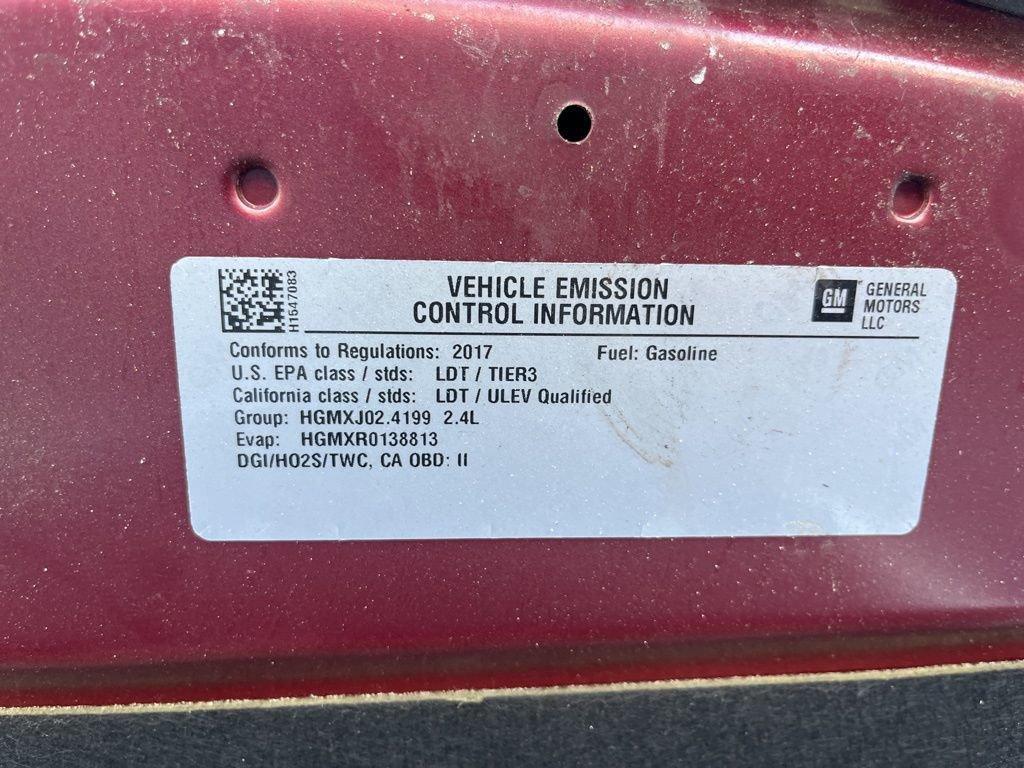 H1547083
VEHICLE EMISSION
CONTROL INFORMATION
GM
GENERAL
MOTORS
LLC
Conforms to Regulations: 2017 Fuel: Gasoline
U.S. EPA class / stds: LDT / TIER3
California class / stds: LDT / ULEV Qualified
Group: HGMXJ02.4199 2.4L
Evap: HGMXR0138813
DGI/HO2S/TWC, CA OBD: II